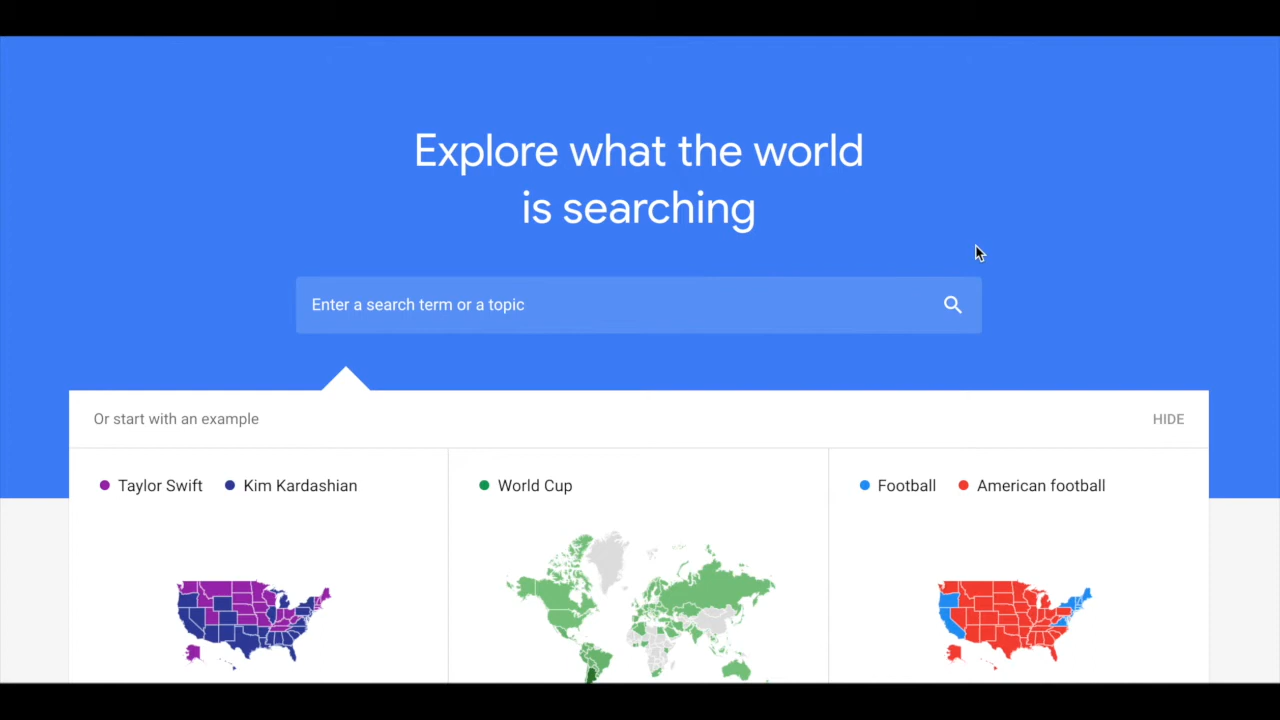 Explore what the world
is searching
Enter a search term or a topic
Or start with an example
HIDE
Taylor Swift
Kim Kardashian
World Cup
Football
American football